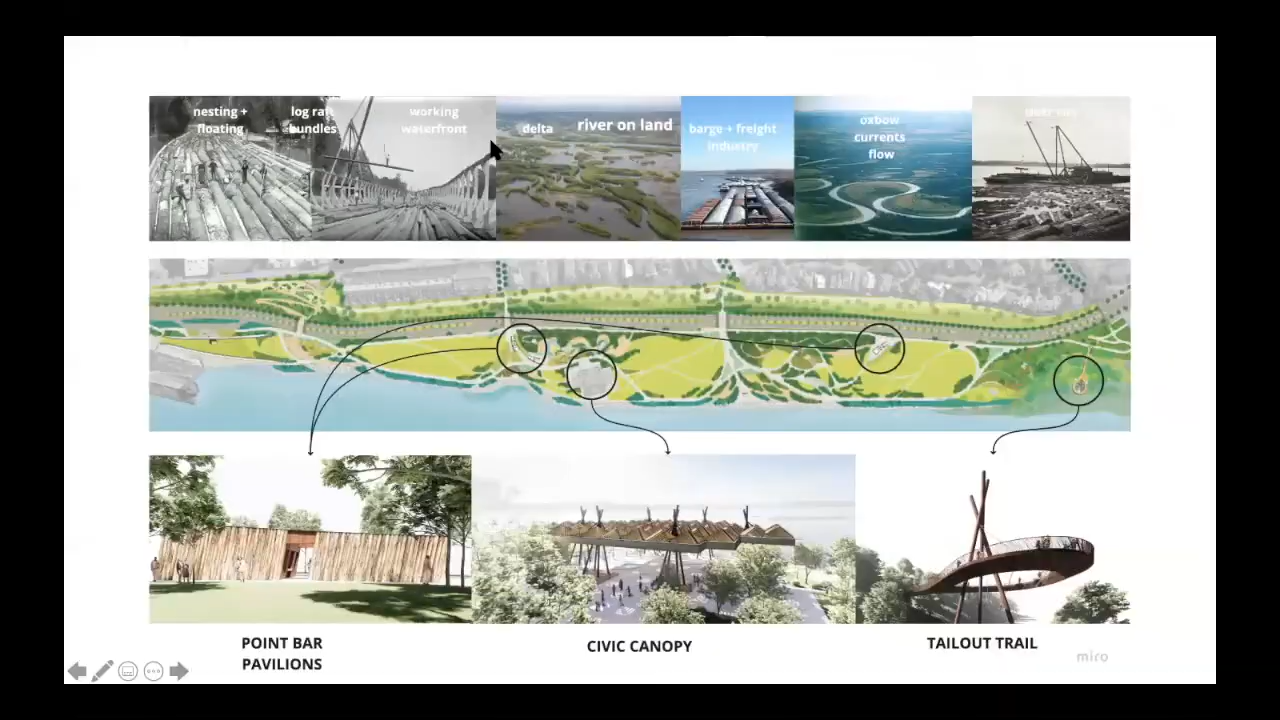 nesting +
floating
log raft
bundles
working
waterfront
delta
river on land
barge + freight
industry
oxbow
currents
flow
POINT BAR
PAVILIONS
CIVIC CANOPY
TAILOUT TRAIL
miro